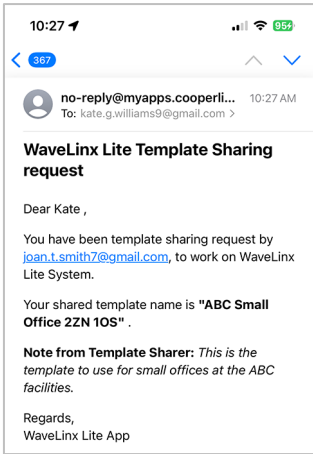 10:27
95
367
no-reply@myapps.cooperli... 10:27 AM
To: kate.g.williams9@gmail.com >
WaveLinx Lite Template Sharing
request
Dear Kate ,
You have been template sharing request by
joan.t.smith7@gmail.com, to work on WaveLinx
Lite System.
Your shared template name is "ABC Small
Office 2ZN 1OS" .
Note from Template Sharer: This is the
template to use for small offices at the ABC
facilities.
Regards,
WaveLinx Lite App